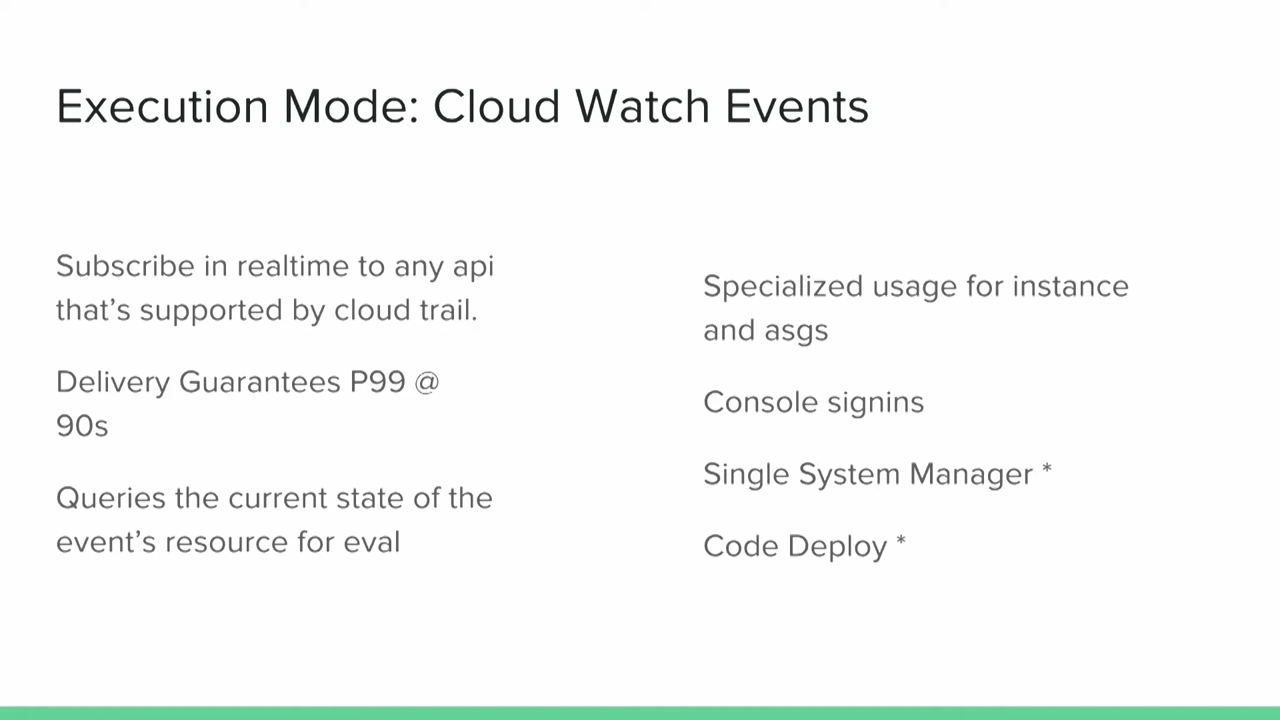 Execution Mode: Cloud Watch Events
Subscribe in realtime to any api
that's supported by cloud trail.
Delivery Guarantees P99 @
90s
Queries the current state of the
event's resource for eval
Specialized usage for instance
and asgs
Console signins
Single System Manager *
Code Deploy *